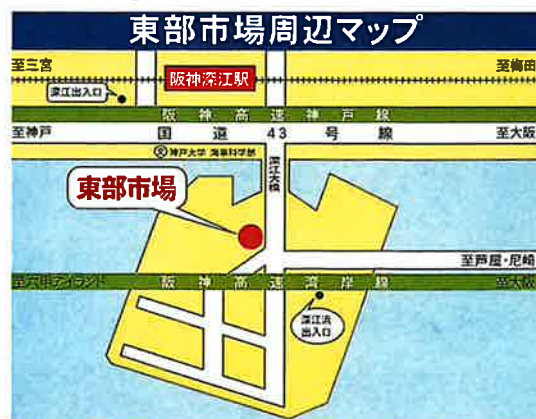 東部市場周辺マップ
至三宮
阪神深江駅
至梅田
深江出入口
阪神高速神戸線
至神戸
国道43号線
至大阪
文 神戸大学 海事科学部
深江大橋
東部市場
至芦屋・尼崎
至六甲アイランド
阪神高速湾岸線
至大阪
深江浜
出入口